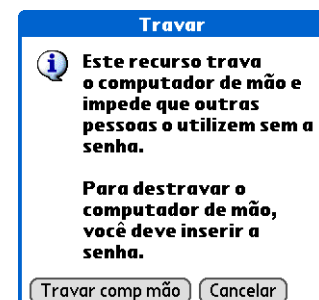 Travar
Este recurso trava
o computador de mão e
impede que outras
pessoas o utilizem sem a
senha.
Para destravar o
computador de mão,
você deve inserir a
senha.
Travar comp mão Cancelar